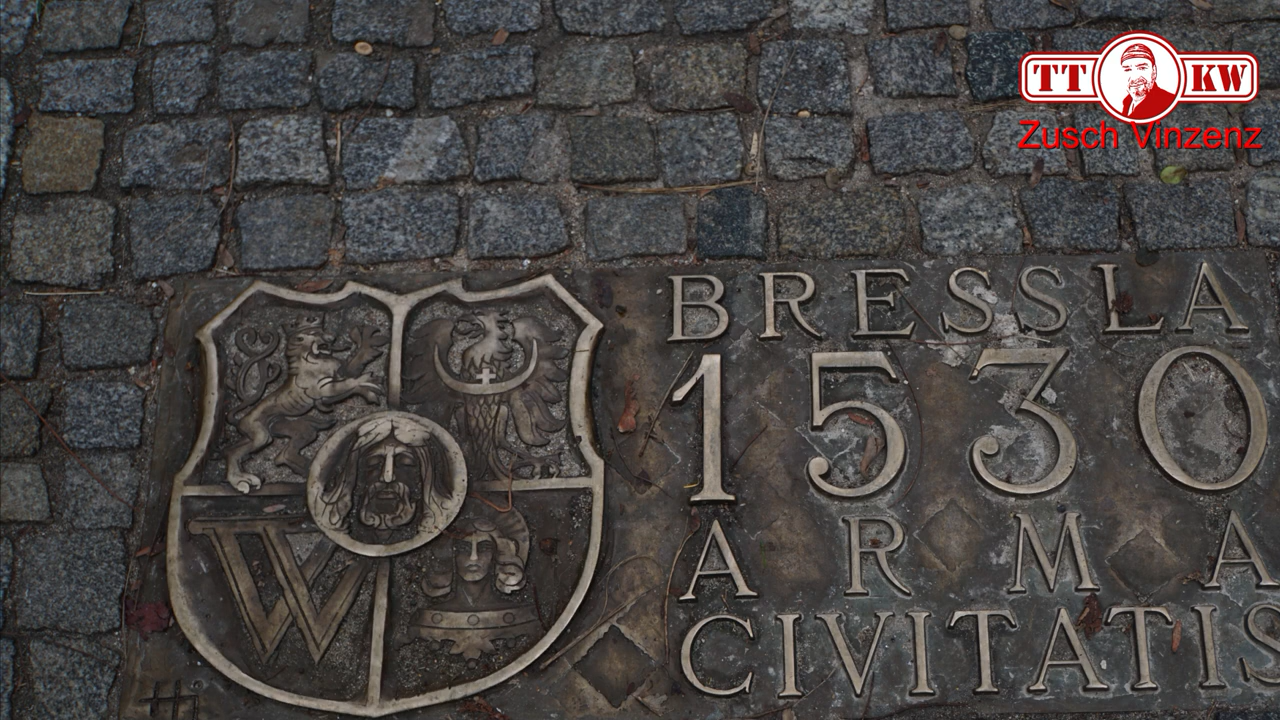 TT KW
Zusch Vinzenz
BRESSLA
1530
ARMA
CIVITATIS
W